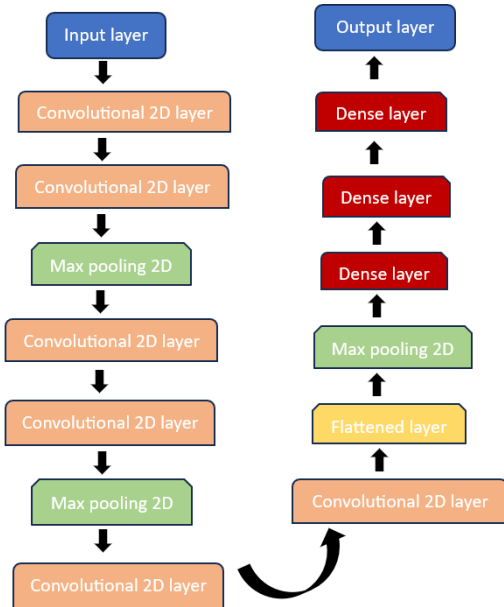 Input layer
Convolutional 2D layer
Convolutional 2D layer
Max pooling 2D
Convolutional 2D layer
Convolutional 2D layer
Max pooling 2D
Convolutional 2D layer
Convolutional 2D layer
Flattened layer
Max pooling 2D
Dense layer
Dense layer
Dense layer
Output layer